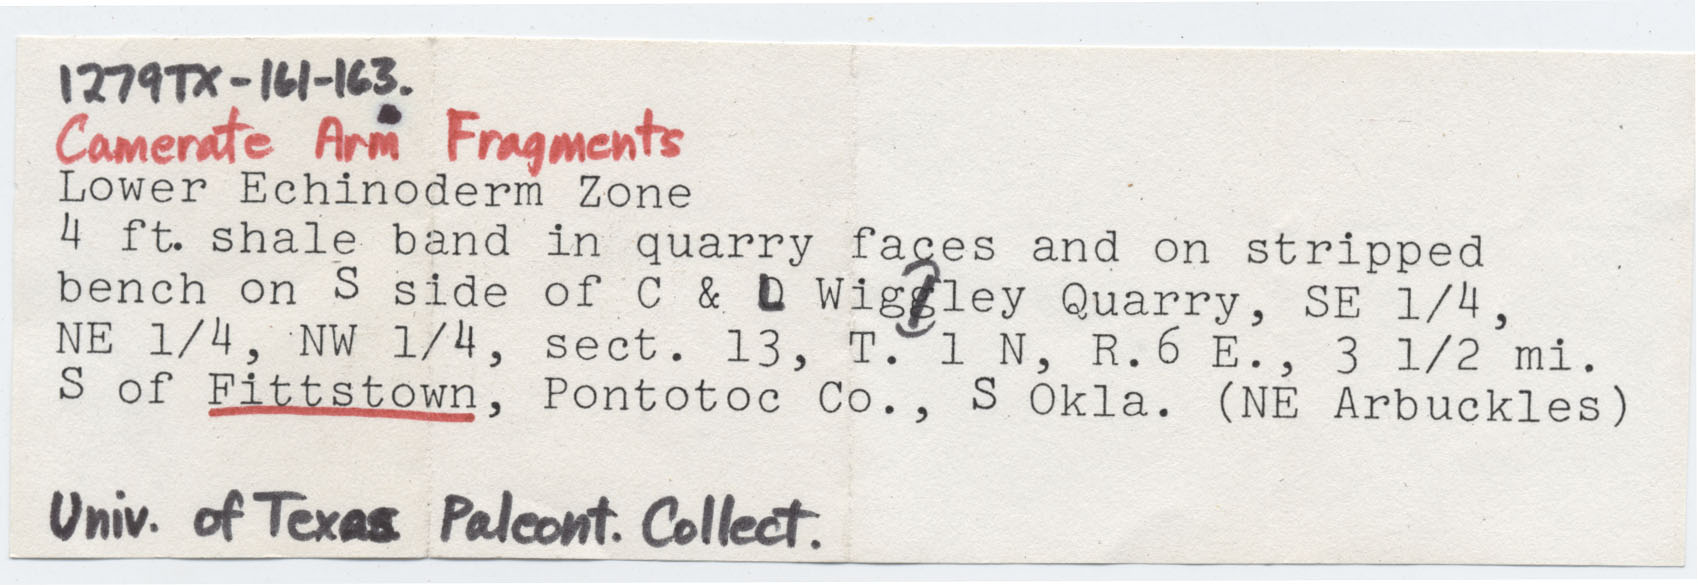 1279TX-161-163.
Camerate Arm Fragments
Lower Echinoderm Zone
4 ft. shale band in quarry faces and on stripped
bench on S side of C & L Wigley Quarry, SE 1/4,
NE 1/4, NW 1/4, sect. 13, T. 1 N, R.6 E., 3 1/2 mi.
S of Fittstown, Pontotoc Co., S Okla. (NE Arbuckles)
Univ. of Texas Paleont. Collect.